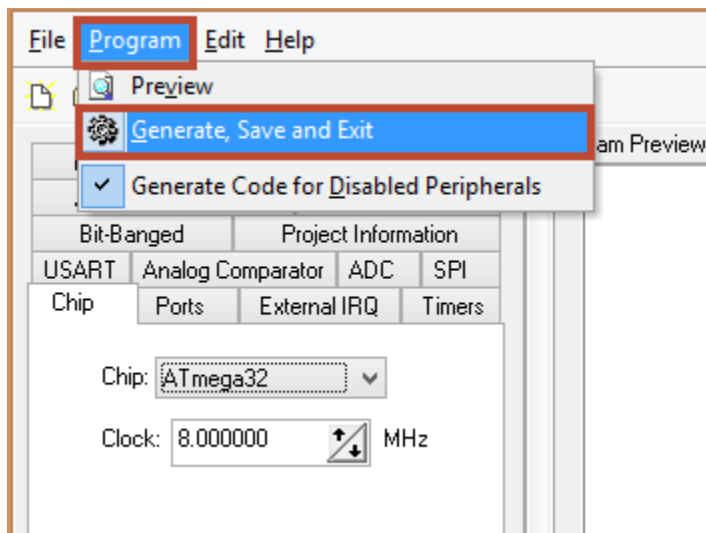 File Program Edit Help
Preview
Generate, Save and Exit
am Preview
Generate Code for Disabled Peripherals
Bit-Banged Project Information
USART Analog Comparator ADC SPI
Chip Ports External IRQ Timers
Chip: ATmega32
Clock: 8.000000 MHz